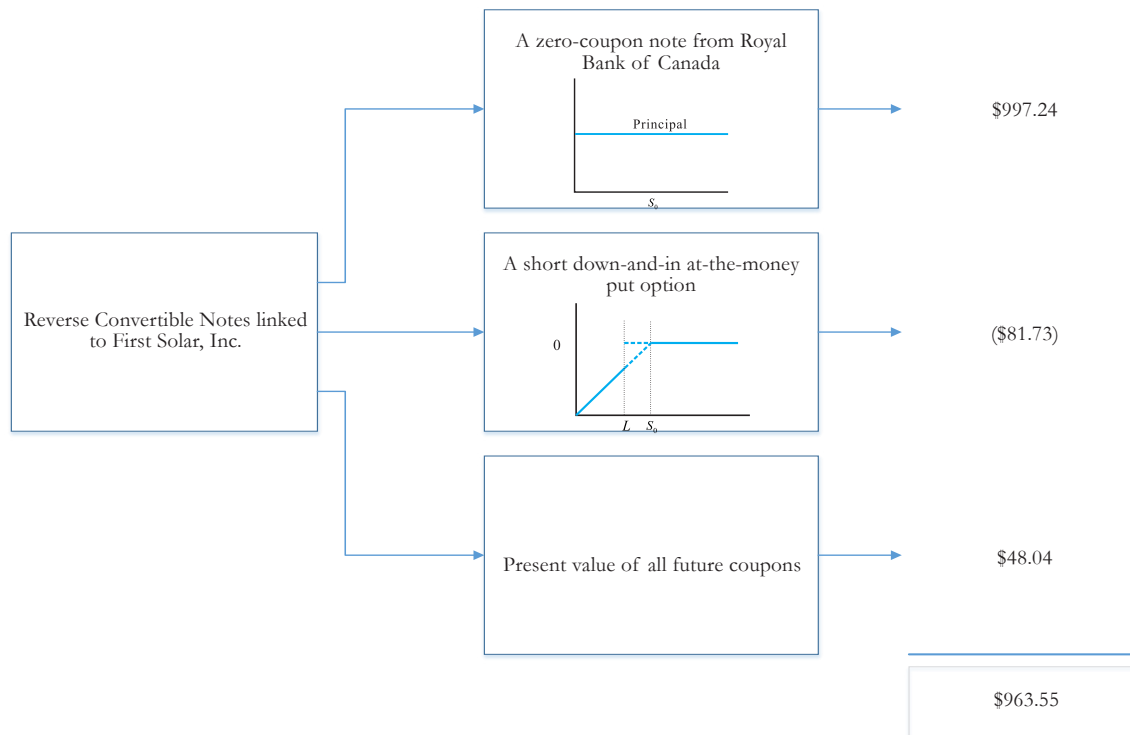 A zero-coupon note from Royal
Bank of Canada
Principal
S₀
$997.24
Reverse Convertible Notes linked
to First Solar, Inc.
A short down-and-in at-the-money
put option
0
L S₀
($81.73)
Present value of all future coupons
$48.04
$963.55